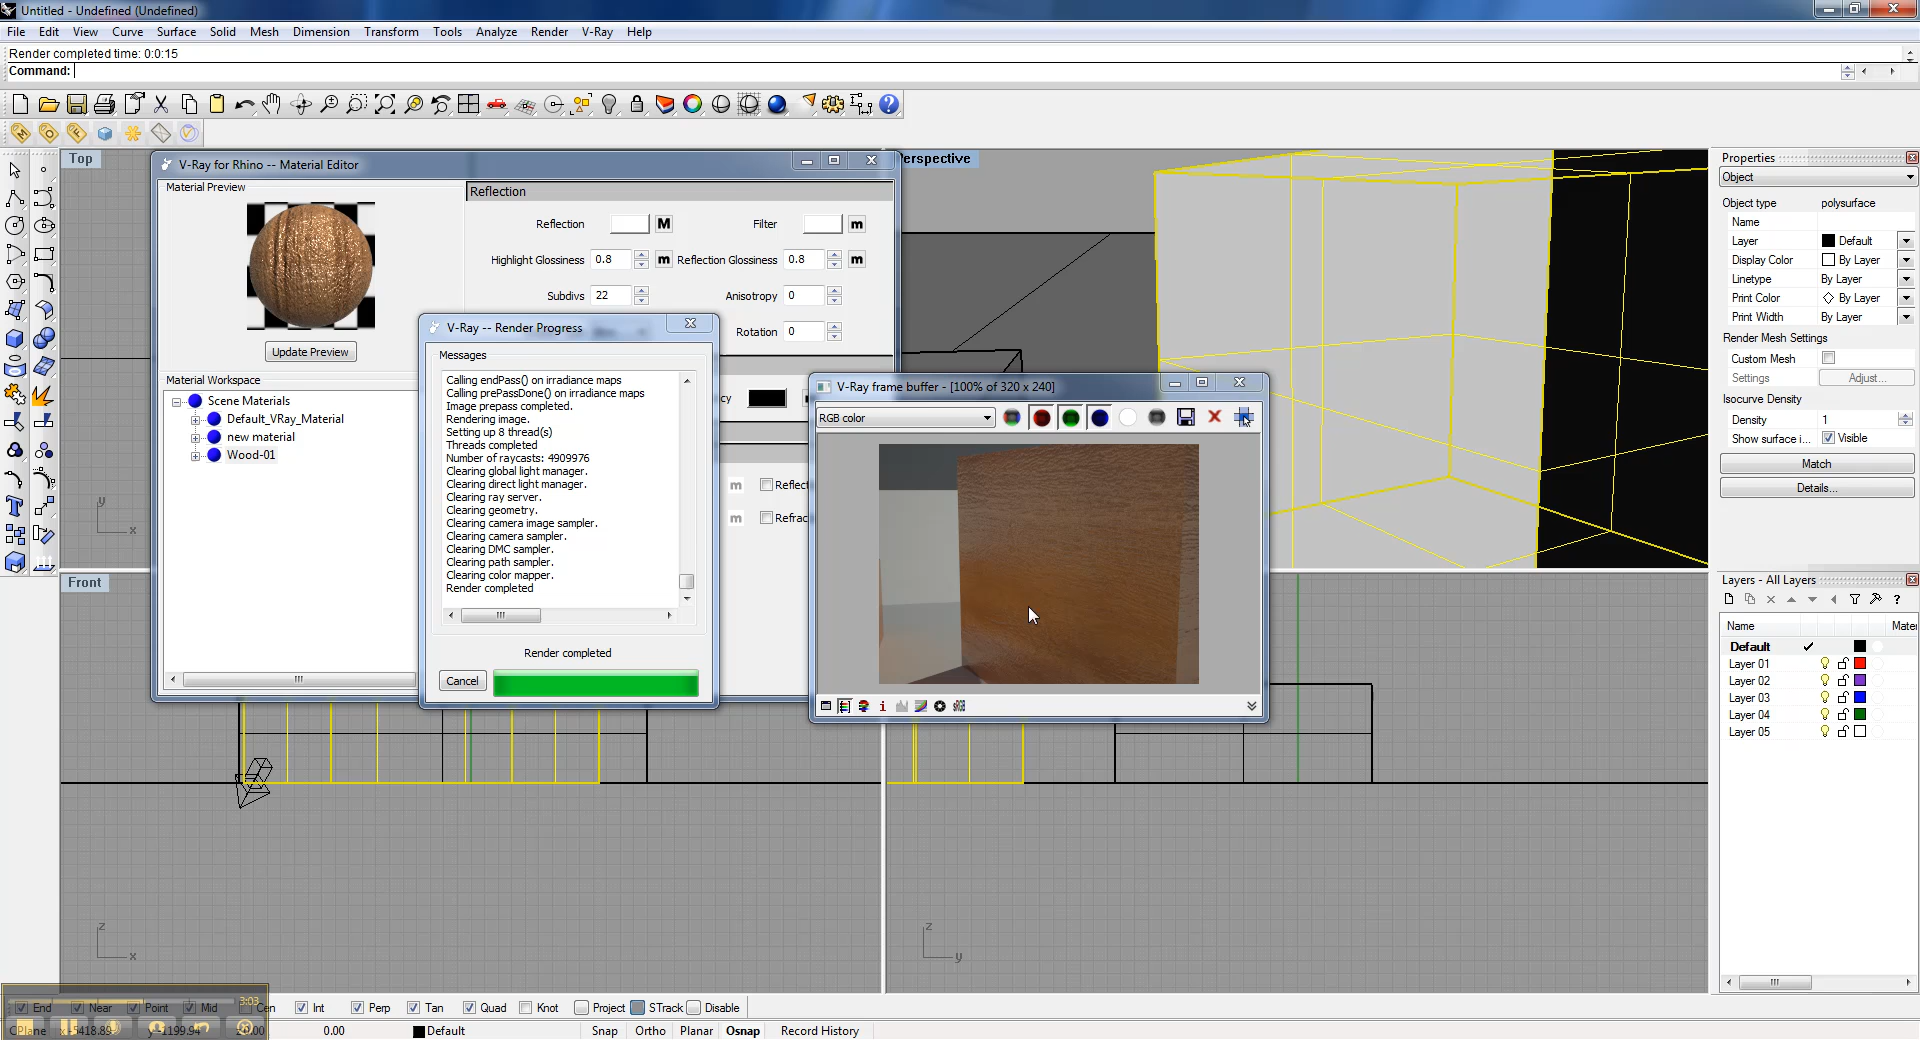 Untitled - Undefined (Undefined)
File Edit View Curve Surface Solid Mesh Dimension Transform Tools Analyze Render V-Ray Help
Render completed time: 0:0:15
Command:
Top
V-Ray for Rhino -- Material Editor
Material Preview
Update Preview
Material Workspace
Scene Materials
Default_VRay_Material
new material
Wood-01
Reflection
Reflection M Filter m
Highlight Glossiness 0.8 m Reflection Glossiness 0.8 m
Subdivs 22 Anisotropy 0
Rotation 0
cy
m Reflect
m Refrac
V-Ray -- Render Progress
Messages
Calling endPass() on irradiance maps
Calling prePassDone() on irradiance maps
Image prepass completed.
Rendering image.
Setting up 8 thread(s)
Threads completed
Number of raycasts: 4909976
Clearing global light manager.
Clearing direct light manager.
Clearing ray server.
Clearing geometry.
Clearing camera image sampler.
Clearing camera sampler.
Clearing DMC sampler.
Clearing path sampler.
Clearing color mapper.
Render completed
Render completed
Cancel
erspective
V-Ray frame buffer - [100% of 320 x 240]
RGB color
sRGB
Front
z
x
y
x
z
y
Properties
Object
Object type polysurface
Name
Layer Default
Display Color By Layer
Linetype By Layer
Print Color By Layer
Print Width By Layer
Render Mesh Settings
Custom Mesh
Settings Adjust...
Isocurve Density
Density 1
Show surface i... Visible
Match
Details...
Layers - All Layers
Name Mater
Default
Layer 01
Layer 02
Layer 03
Layer 04
Layer 05
3:03
End Near Point Mid Cen Int Perp Tan Quad Knot Project STrack Disable
CPlane x -5418.89 y -1199.94 0.00 Default Snap Ortho Planar Osnap Record History